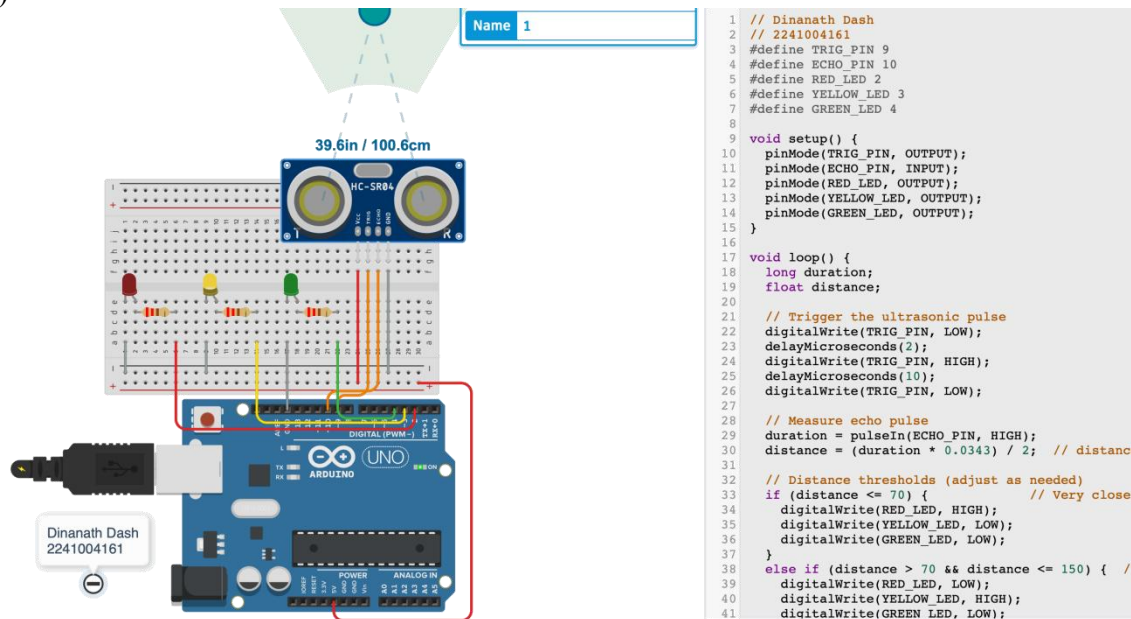 )
Name 1
39.6in / 100.6cm
HC-SR04
VCC
TRIG
ECHO
GND
T
R
DIGITAL (PWM~)
TX→1
RX←0
L
TX
RX
ARDUINO
UNO
ON
IOREF
RESET
3.3V
5V
GND
GND
Vin
POWER
ANALOG IN
A0
A1
A2
A3
A4
A5
Dinanath Dash
2241004161
1 // Dinanath Dash
2 // 2241004161
3 #define TRIG_PIN 9
4 #define ECHO_PIN 10
5 #define RED_LED 2
6 #define YELLOW_LED 3
7 #define GREEN_LED 4
8
9 void setup() {
10 pinMode(TRIG_PIN, OUTPUT);
11 pinMode(ECHO_PIN, INPUT);
12 pinMode(RED_LED, OUTPUT);
13 pinMode(YELLOW_LED, OUTPUT);
14 pinMode(GREEN_LED, OUTPUT);
15 }
16
17 void loop() {
18 long duration;
19 float distance;
20
21 // Trigger the ultrasonic pulse
22 digitalWrite(TRIG_PIN, LOW);
23 delayMicroseconds(2);
24 digitalWrite(TRIG_PIN, HIGH);
25 delayMicroseconds(10);
26 digitalWrite(TRIG_PIN, LOW);
27
28 // Measure echo pulse
29 duration = pulseIn(ECHO_PIN, HIGH);
30 distance = (duration * 0.0343) / 2; // distanc
31
32 // Distance thresholds (adjust as needed)
33 if (distance <= 70) { // Very close
34 digitalWrite(RED_LED, HIGH);
35 digitalWrite(YELLOW_LED, LOW);
36 digitalWrite(GREEN_LED, LOW);
37 }
38 else if (distance > 70 && distance <= 150) { /
39 digitalWrite(RED_LED, LOW);
40 digitalWrite(YELLOW_LED, HIGH);
41 digitalWrite(GREEN_LED, LOW);